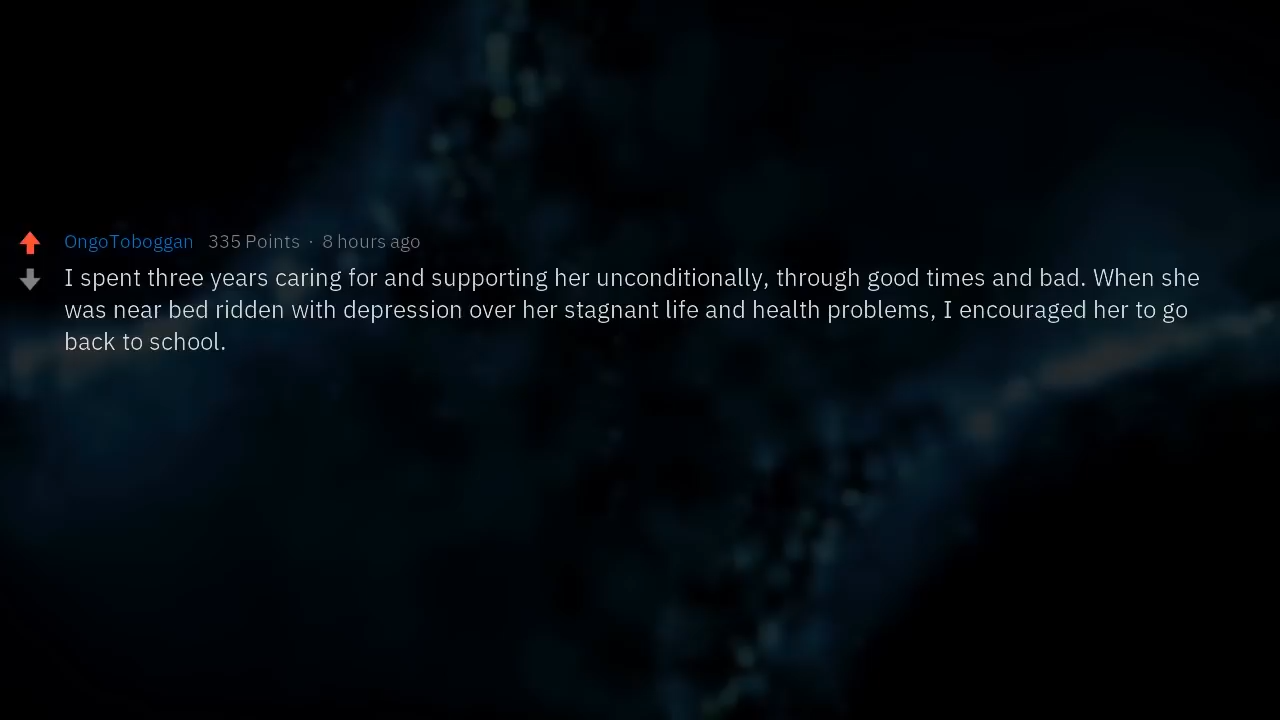 OngoToboggan 335 Points · 8 hours ago
I spent three years caring for and supporting her unconditionally, through good times and bad. When she
was near bed ridden with depression over her stagnant life and health problems, I encouraged her to go
back to school.